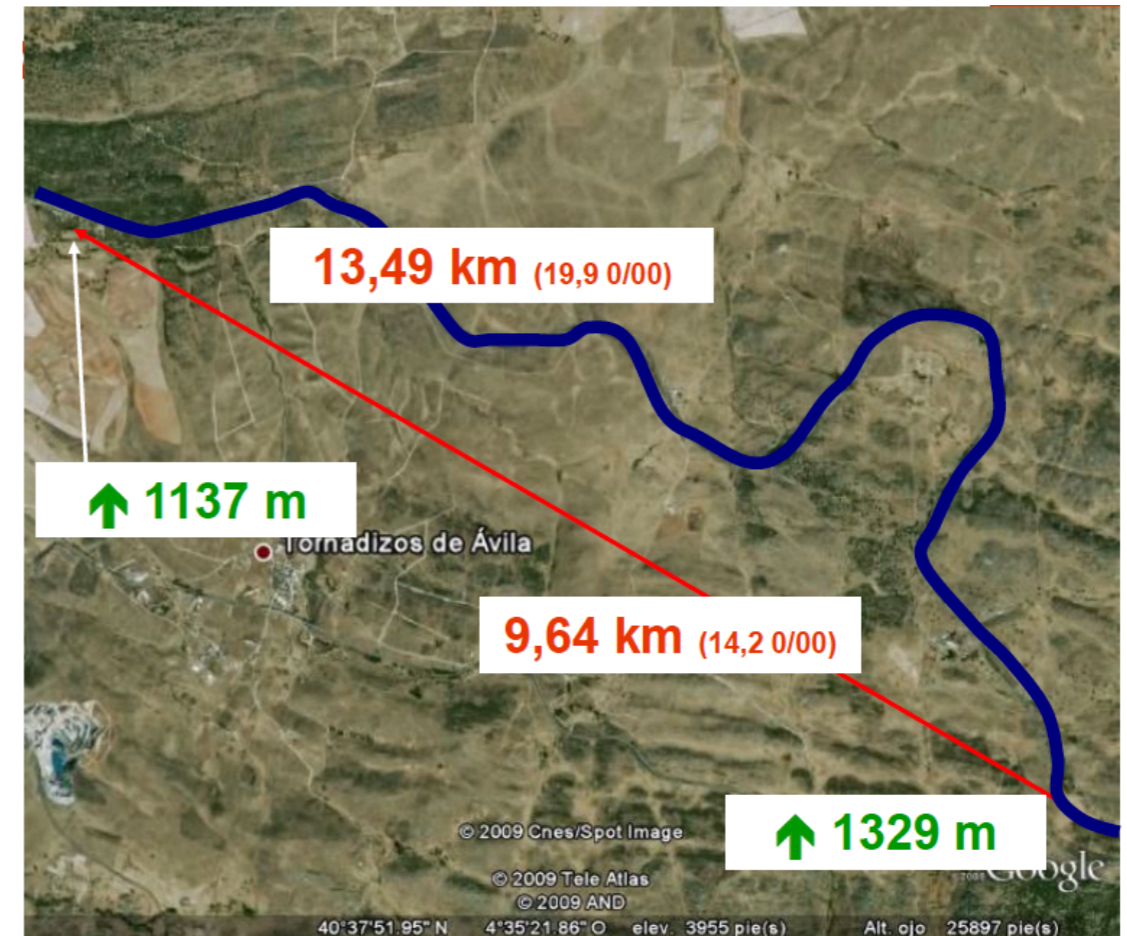 13,49 km (19,9 0/00)
1137 m
Tornadizos de Ávila
9,64 km (14,2 0/00)
1329 m
© 2009 Cnes/Spot Image
Google
© 2009 Tele Atlas
© 2009 AND
40°37'51.95" N 4°35'21.86" O elev. 3955 pie(s) Alt. ojo 25897 pie(s)